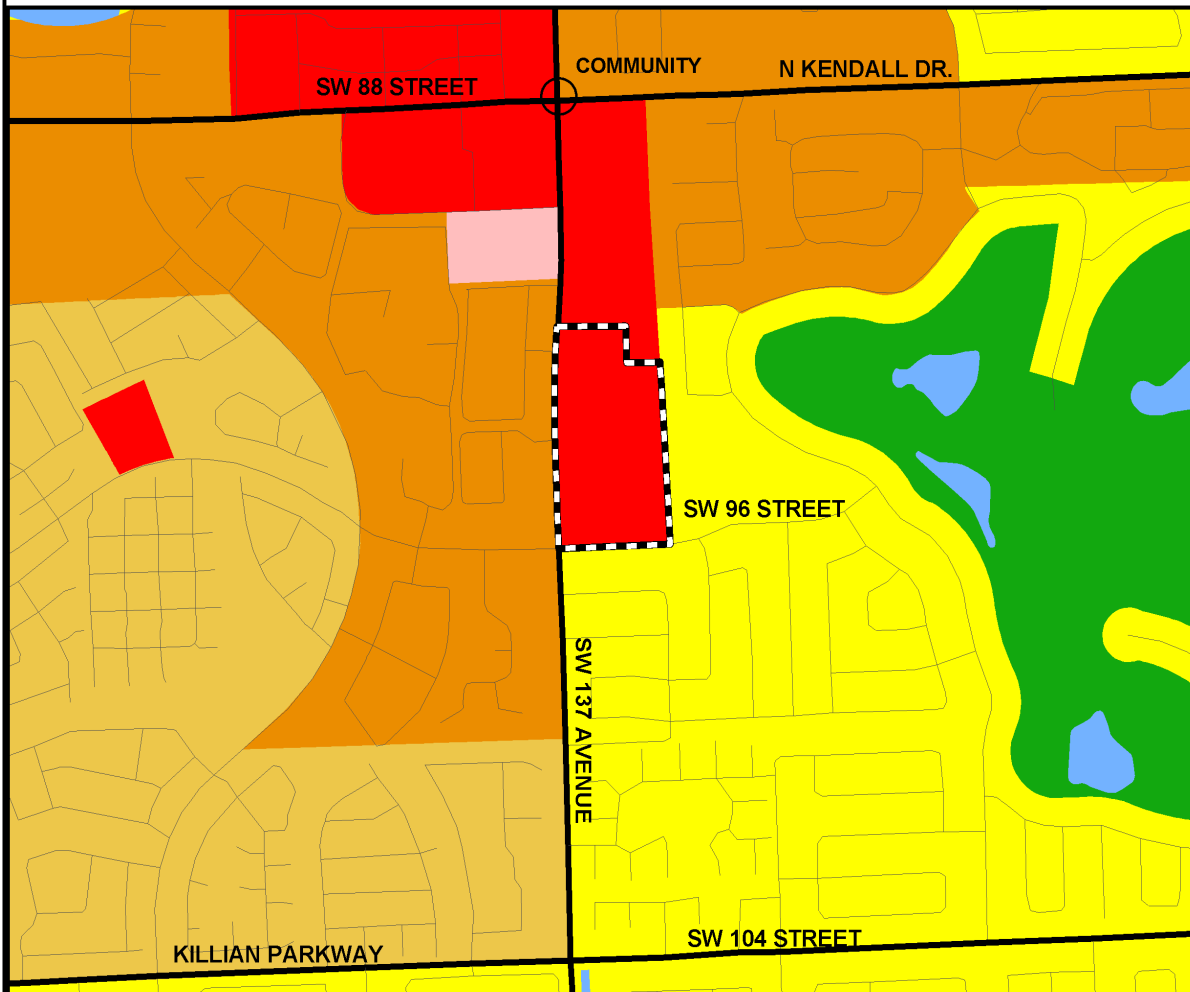 COMMUNITY
N KENDALL DR.
SW 88 STREET
SW 96 STREET
SW 137 AVENUE
SW 104 STREET
KILLIAN PARKWAY